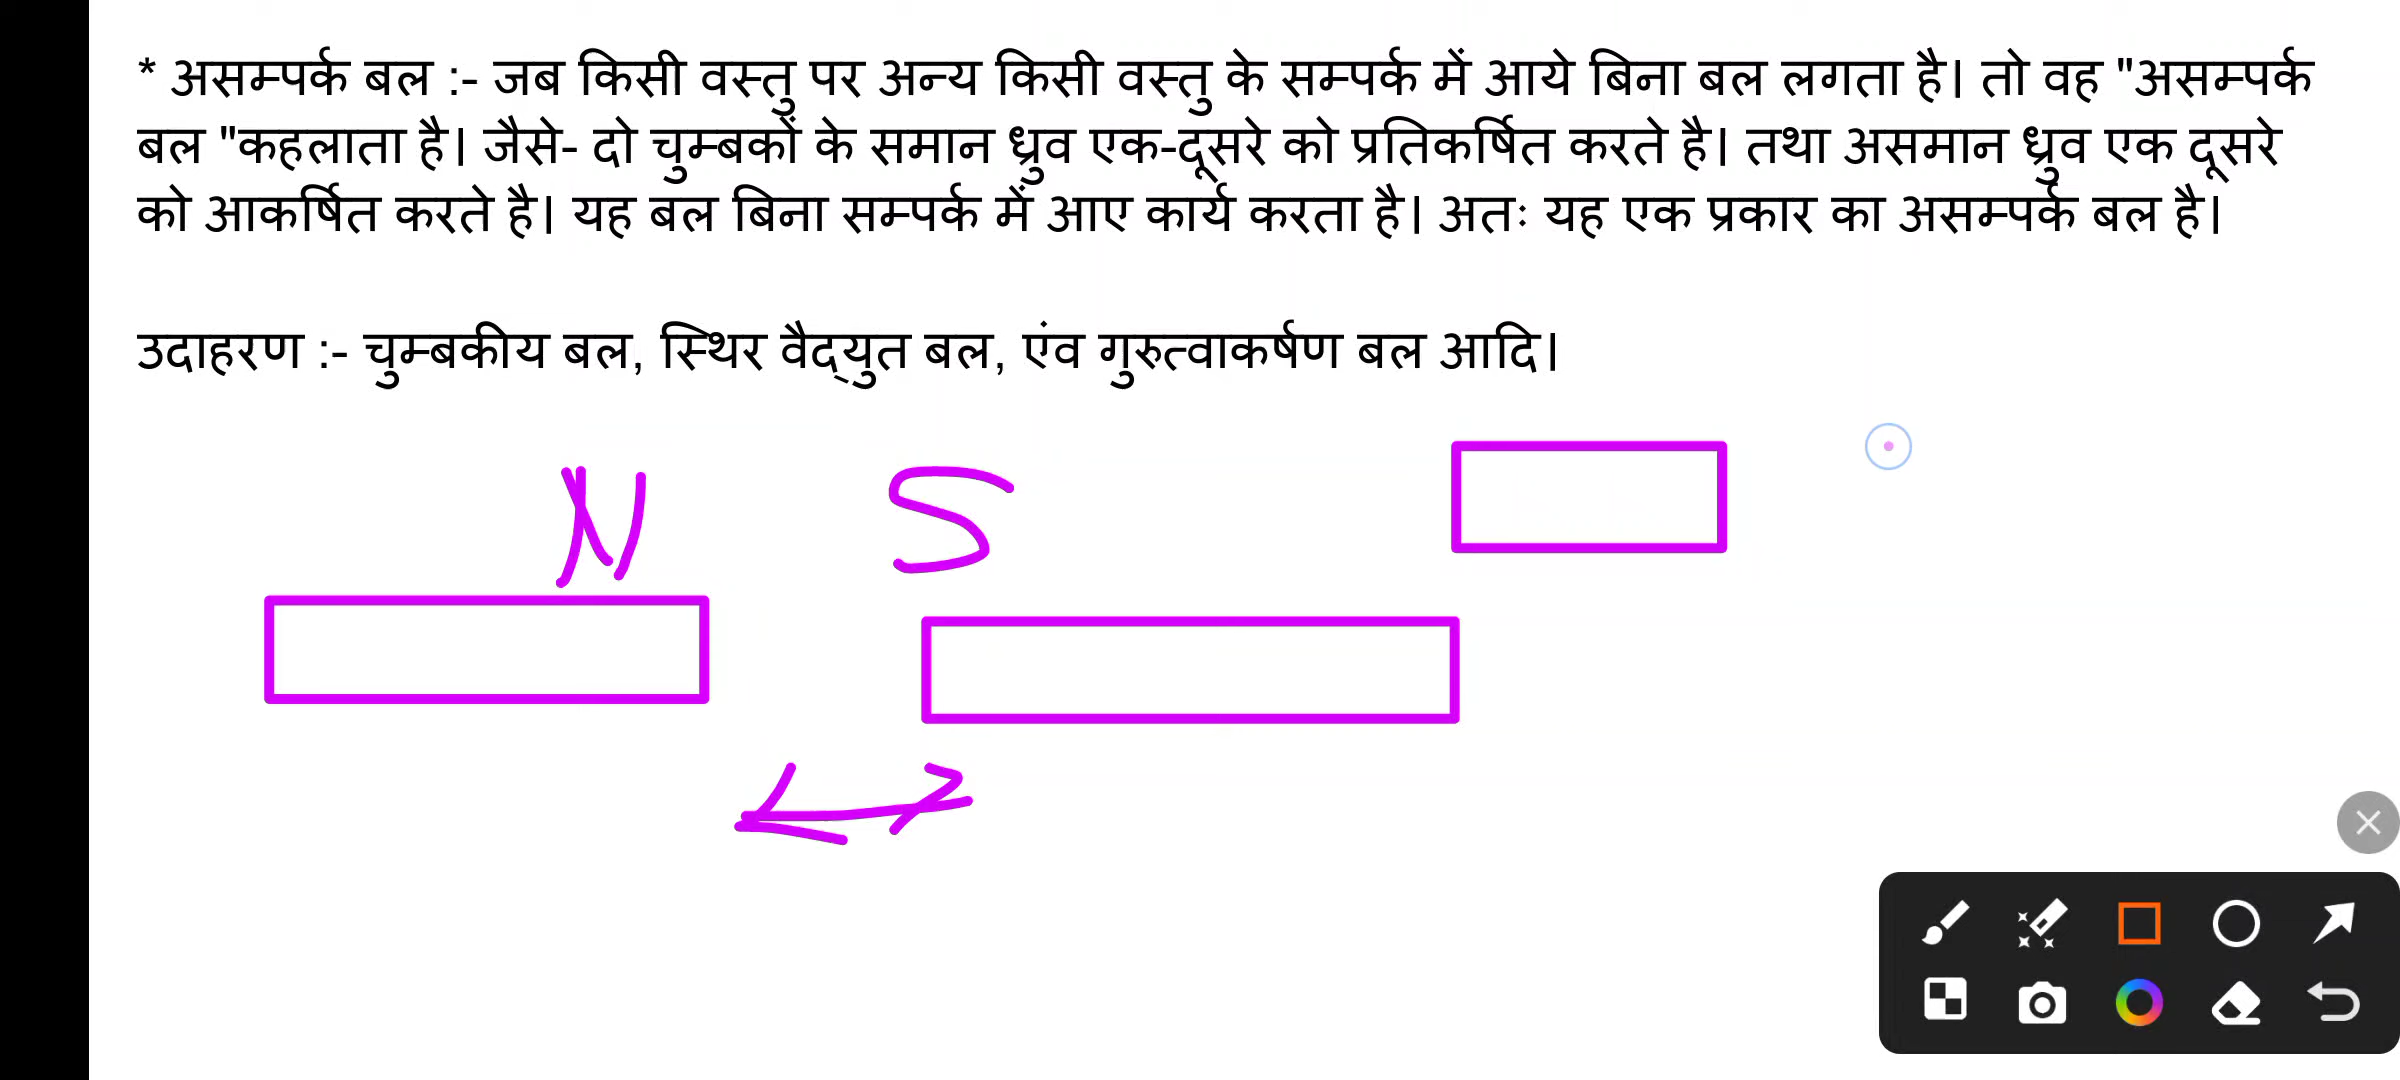 * असम्पर्क बल :- जब किसी वस्तु पर अन्य किसी वस्तु के सम्पर्क में आये बिना बल लगता है। तो वह "असम्पर्क
बल "कहलाता है। जैसे- दो चुम्बकों के समान ध्रुव एक-दूसरे को प्रतिकर्षित करते है। तथा असमान ध्रुव एक दूसरे
को आकर्षित करते है। यह बल बिना सम्पर्क में आए कार्य करता है। अतः यह एक प्रकार का असम्पर्क बल है।
उदाहरण :- चुम्बकीय बल, स्थिर वैद्‌युत बल, एंव गुरुत्वाकर्षण बल आदि।
N S